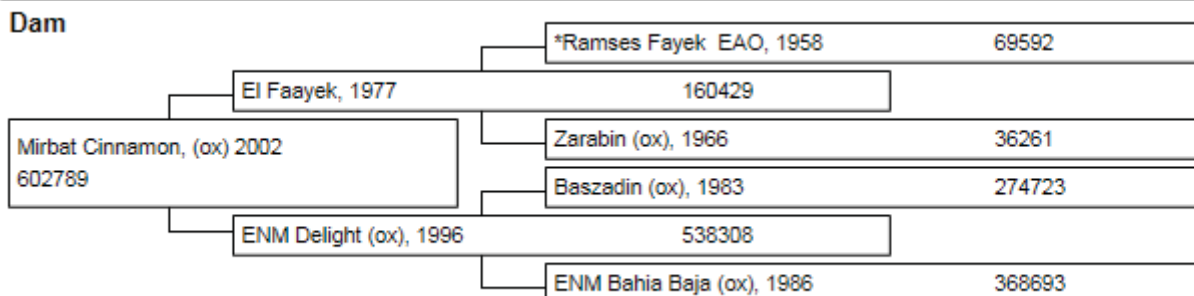 Dam
*Ramses Fayek EAO, 1958 69592
El Faayek, 1977 160429
Zarabin (ox), 1966 36261
Mirbat Cinnamon, (ox) 2002
602789
Baszadin (ox), 1983 274723
ENM Delight (ox), 1996 538308
ENM Bahia Baja (ox), 1986 368693